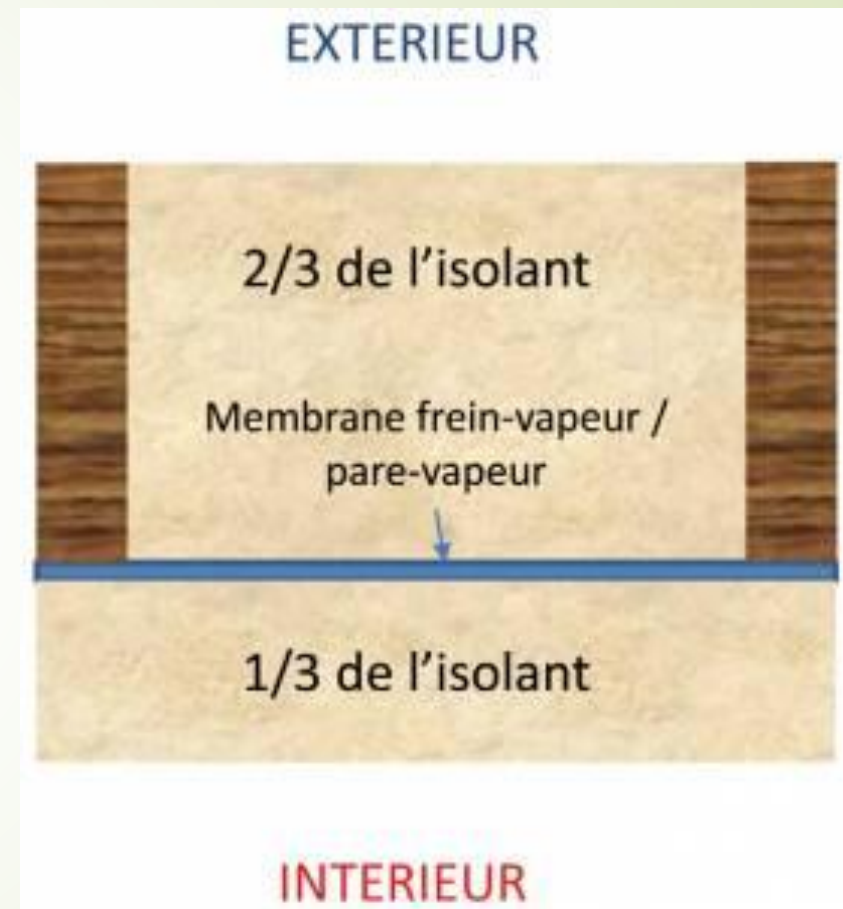 EXTERIEUR
2/3 de l'isolant
Membrane frein-vapeur /
pare-vapeur
1/3 de l'isolant
INTERIEUR